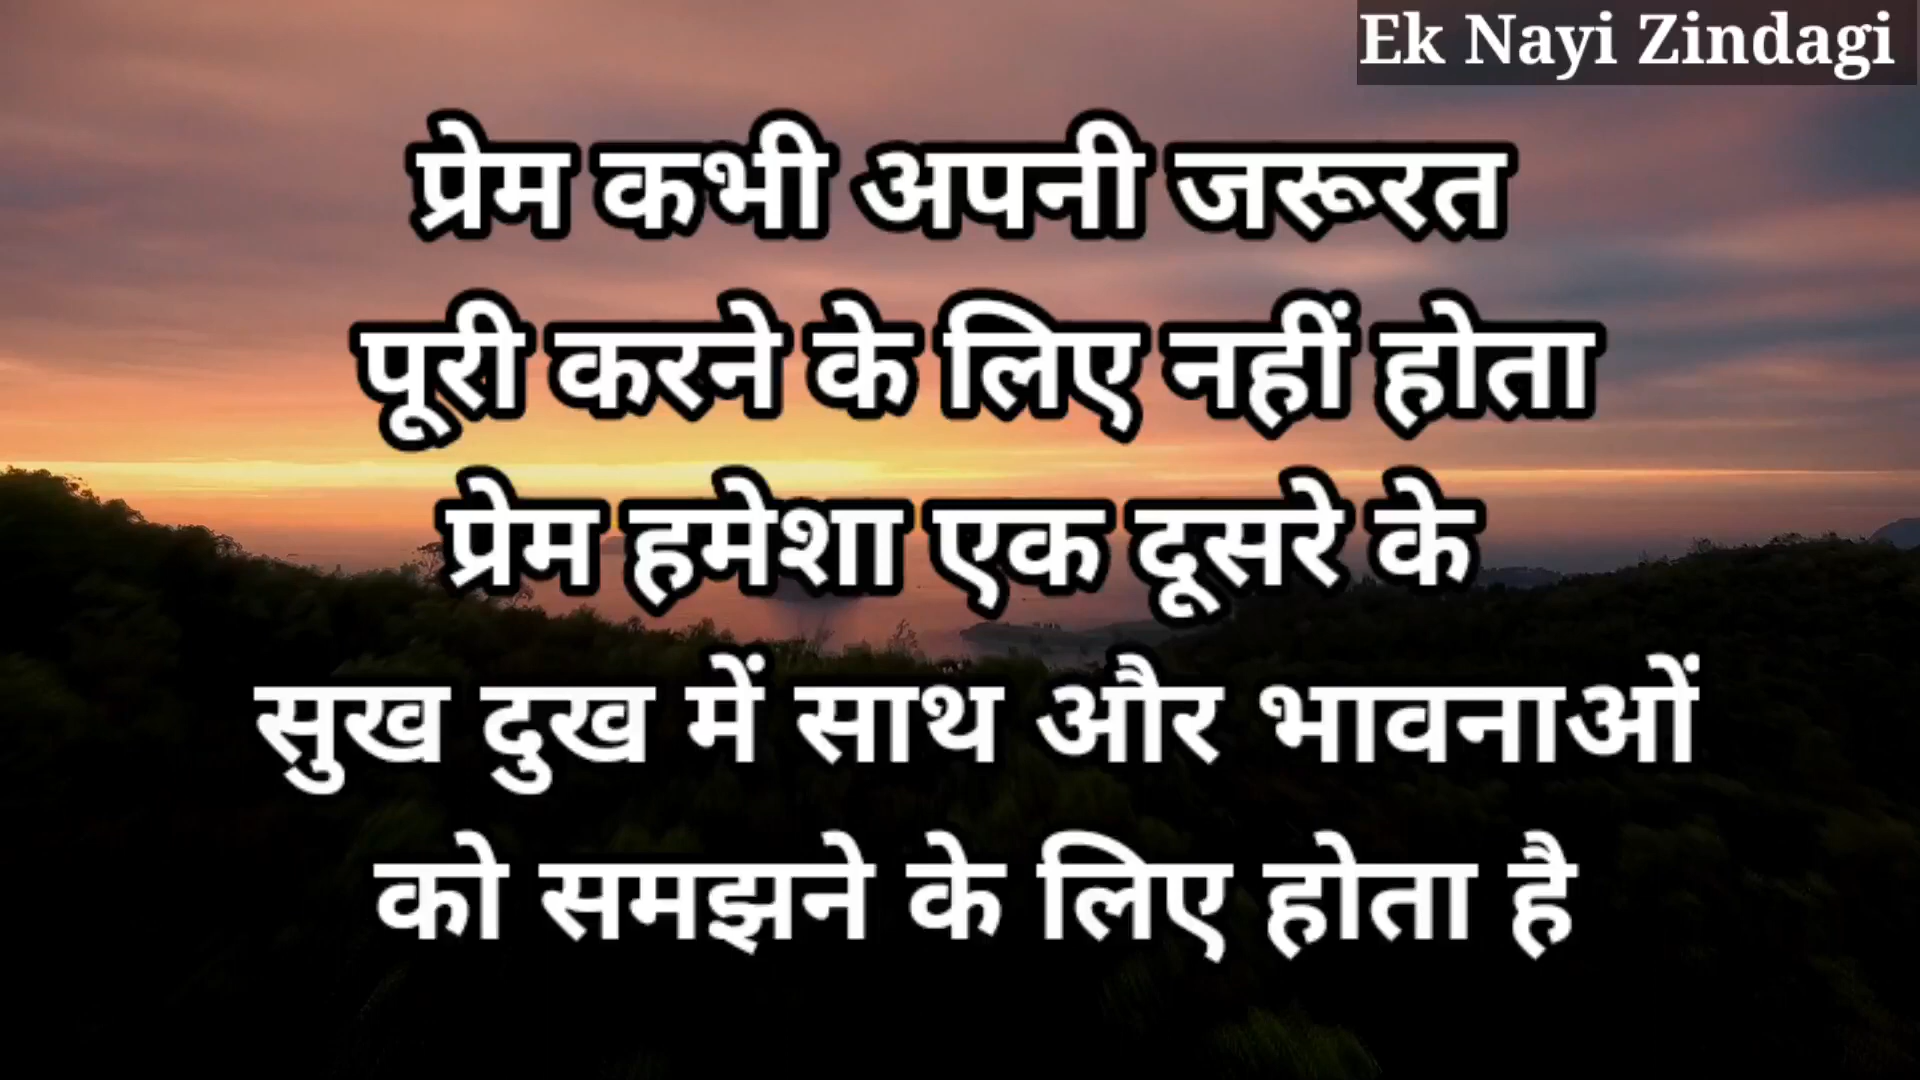 Ek Nayi Zindagi
प्रेम कभी अपनी जरूरत
पूरी करने के लिए नहीं होता
प्रेम हमेशा एक दूसरे के
सुख दुख में साथ और भावनाओं
को समझने के लिए होता है